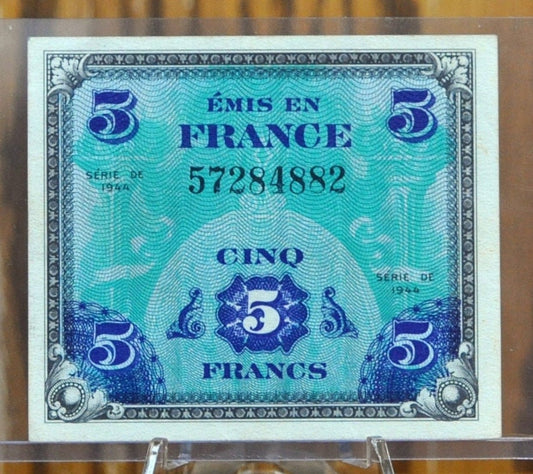 5 5
ÉMIS EN
FRANCE
57284882
SÉRIE DE
1944
CINQ
SÉRIE DE
1944
5
5 5
FRANCS